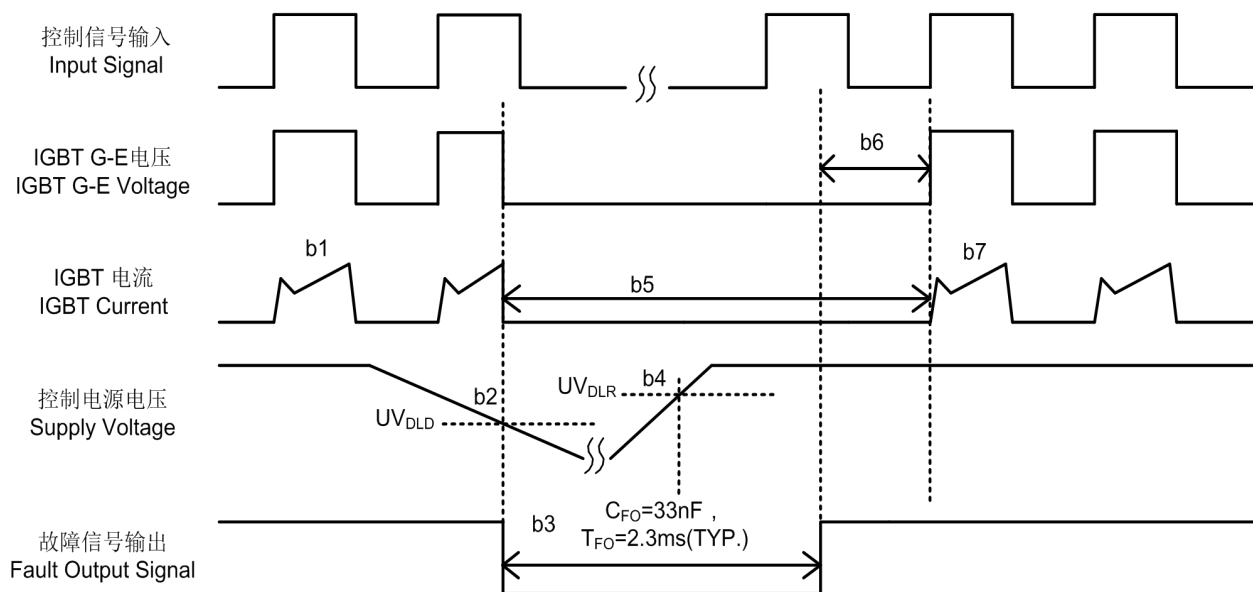 控制信号输入
Input Signal
b6
IGBT G-E电压
IGBT G-E Voltage
b1
b7
IGBT 电流
IGBT Current
b5
b2
UVDLR
b4
控制电源电压
Supply Voltage
UVDLD
b3
CFO=33nF ,
TFO=2.3ms(TYP.)
故障信号输出
Fault Output Signal